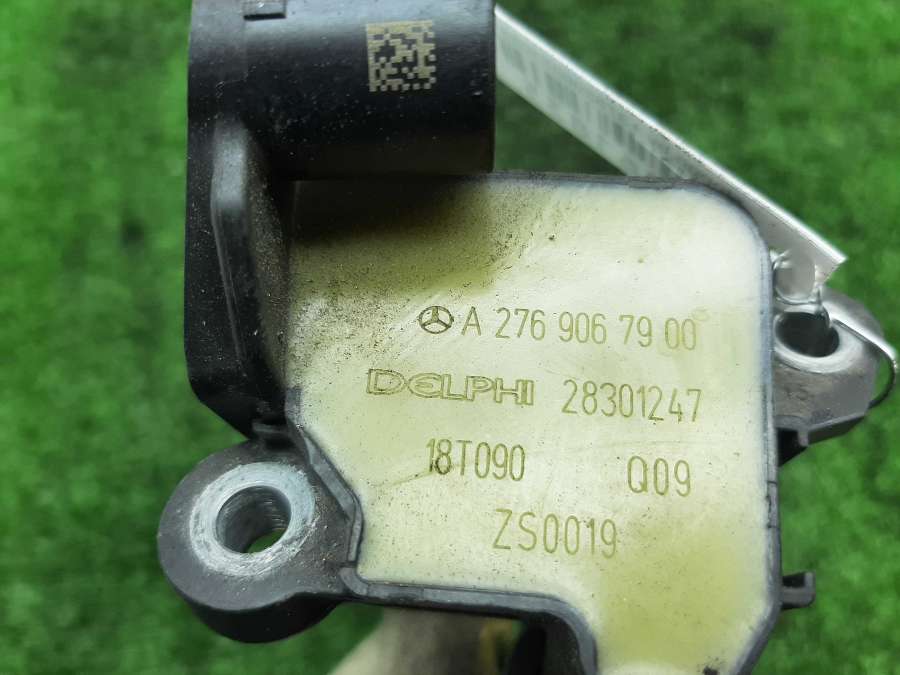 A 276 906 79 00
DELPHI 28301247
18T090 Q09
ZS0019